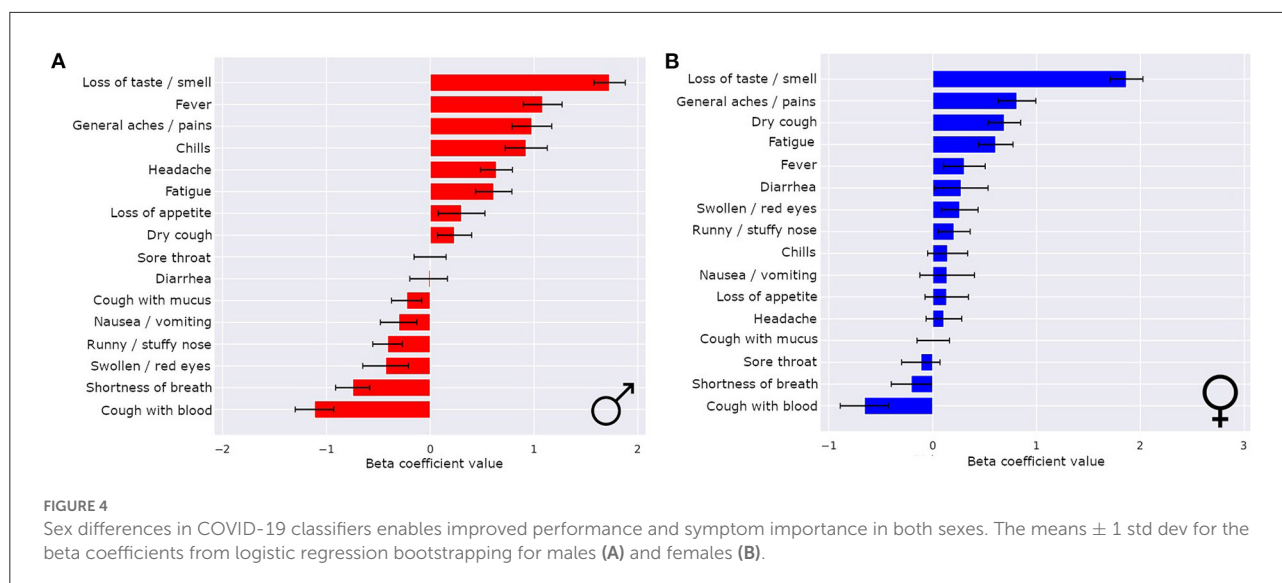 A
Loss of taste / smell
Fever
General aches / pains
Chills
Headache
Fatigue
Loss of appetite
Dry cough
Sore throat
Diarrhea
Cough with mucus
Nausea / vomiting
Runny / stuffy nose
Swollen / red eyes
Shortness of breath
Cough with blood
−2 −1 0 1 2
Beta coefficient value
B
Loss of taste / smell
General aches / pains
Dry cough
Fatigue
Fever
Diarrhea
Swollen / red eyes
Runny / stuffy nose
Chills
Nausea / vomiting
Loss of appetite
Headache
Cough with mucus
Sore throat
Shortness of breath
Cough with blood
−1 0 1 2 3
Beta coefficient value
FIGURE 4
Sex differences in COVID-19 classifiers enables improved performance and symptom importance in both sexes. The means ± 1 std dev for the
beta coefficients from logistic regression bootstrapping for males (A) and females (B).